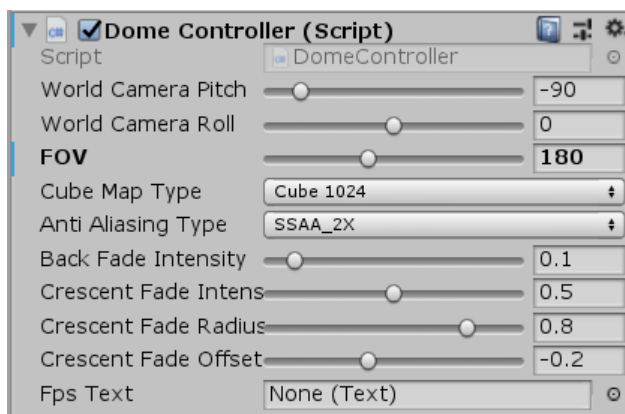 Dome Controller (Script)
Script DomeController
World Camera Pitch -90
World Camera Roll 0
FOV 180
Cube Map Type Cube 1024
Anti Aliasing Type SSAA_2X
Back Fade Intensity 0.1
Crescent Fade Intens 0.5
Crescent Fade Radius 0.8
Crescent Fade Offset -0.2
Fps Text None (Text)